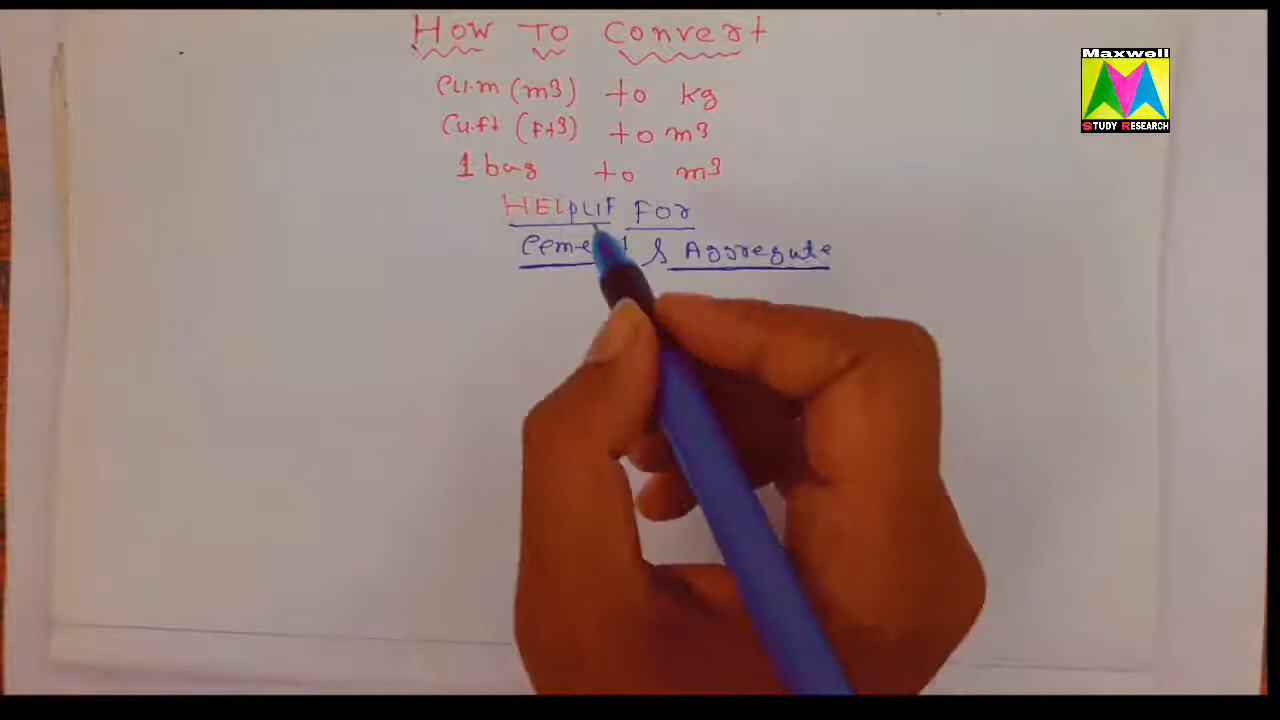 How To Convert
Cu.m (m3) to kg
Cu.ft (Ft3) to m3
1 bag to m3
HELPLIF For
& Aggregate
Maxwell
STUDY RESEARCH